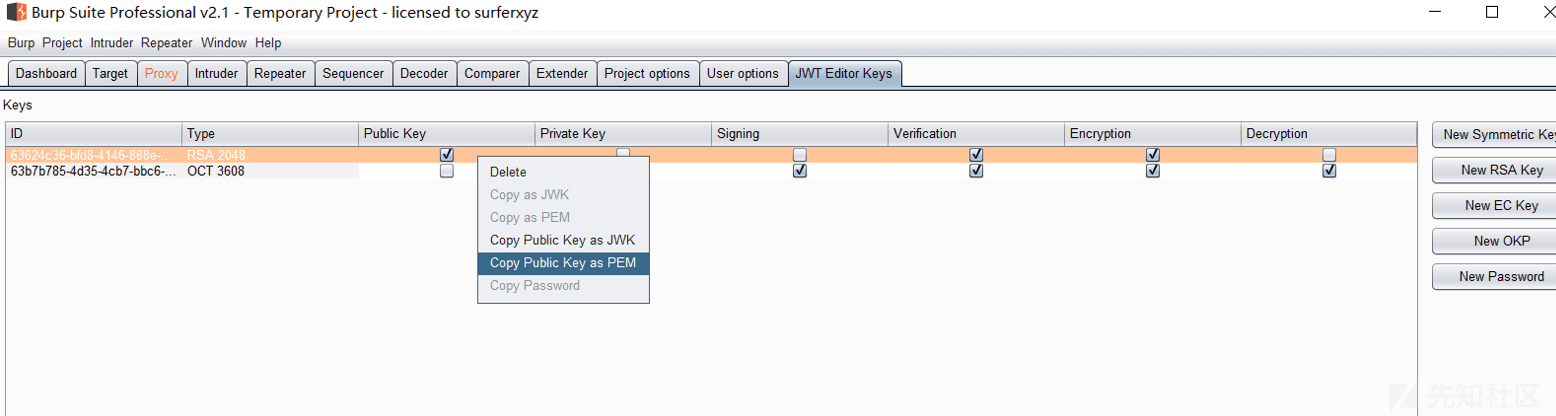 Burp Suite Professional v2.1 - Temporary Project - licensed to surferxyz
Burp Project Intruder Repeater Window Help
Dashboard Target Proxy Intruder Repeater Sequencer Decoder Comparer Extender Project options User options JWT Editor Keys
Keys
ID Type Public Key Private Key Signing Verification Encryption Decryption
63624c36-bfd8-4146-888e-... RSA 2048
63b7b785-4d35-4cb7-bbc6-... OCT 3608
Delete
Copy as JWK
Copy as PEM
Copy Public Key as JWK
Copy Public Key as PEM
Copy Password
New Symmetric Key
New RSA Key
New EC Key
New OKP
New Password
先知社区